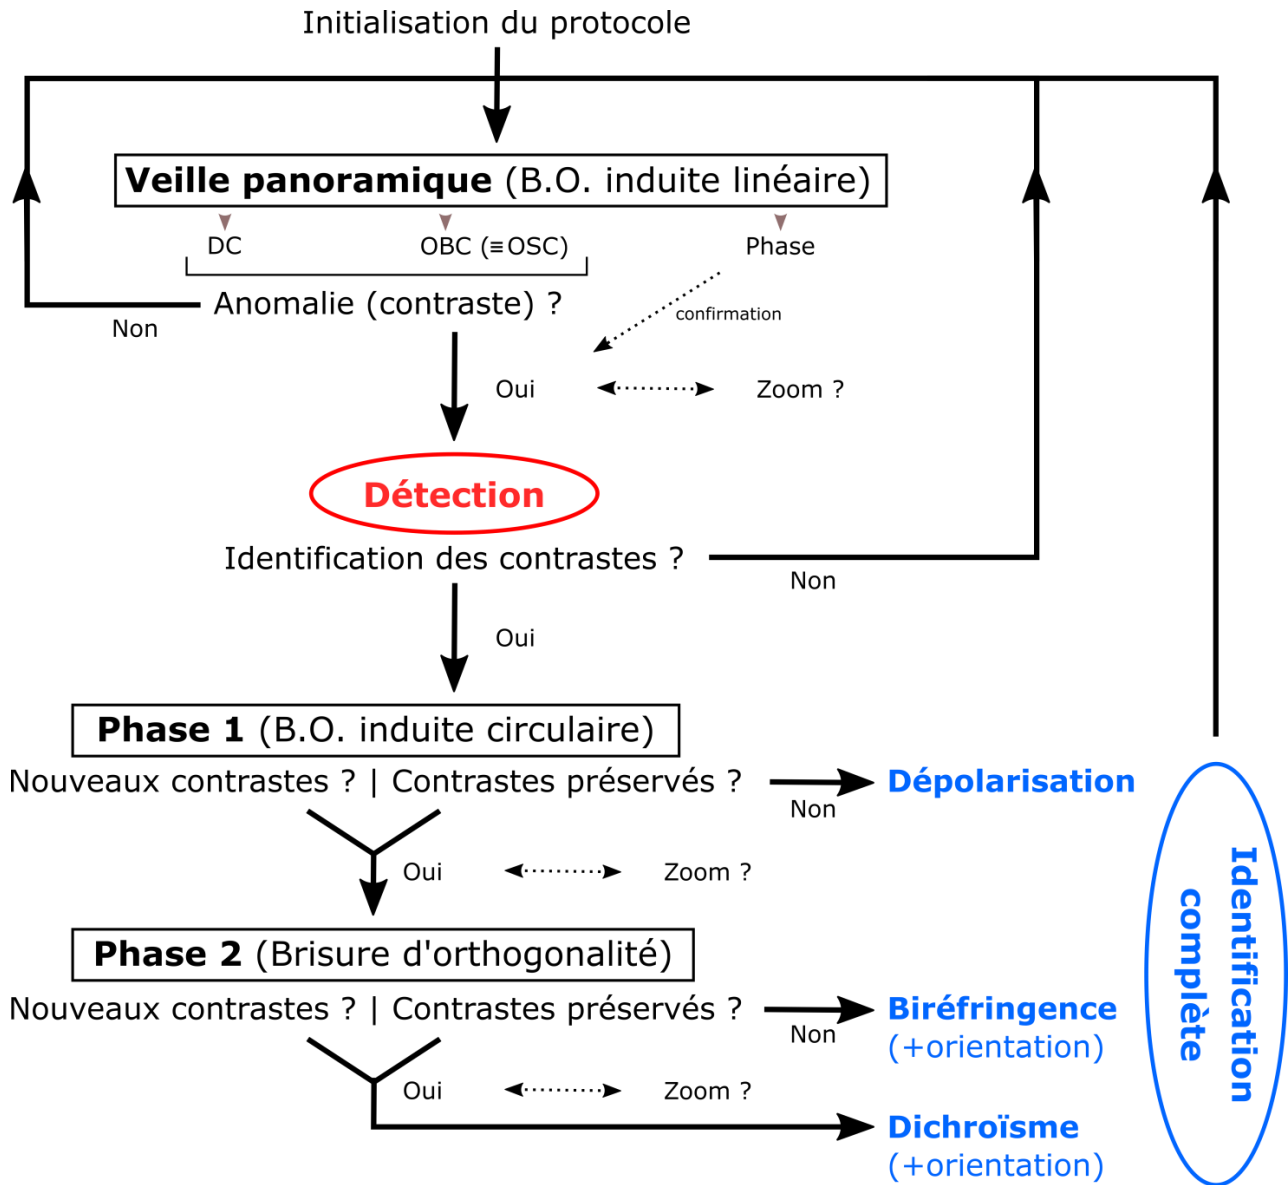 Initialisation du protocole
Veille panoramique (B.O. induite linéaire)
DC
OBC (≡OSC)
Phase
Anomalie (contraste) ?
confirmation
Non
Oui
Zoom ?
Détection
Identification des contrastes ?
Non
Oui
Phase 1 (B.O. induite circulaire)
Nouveaux contrastes ? | Contrastes préservés ?
Non
Dépolarisation
Oui
Zoom ?
Phase 2 (Brisure d'orthogonalité)
Nouveaux contrastes ? | Contrastes préservés ?
Non
Biréfringence
(+orientation)
Oui
Zoom ?
Dichroïsme
(+orientation)
Identification
complète